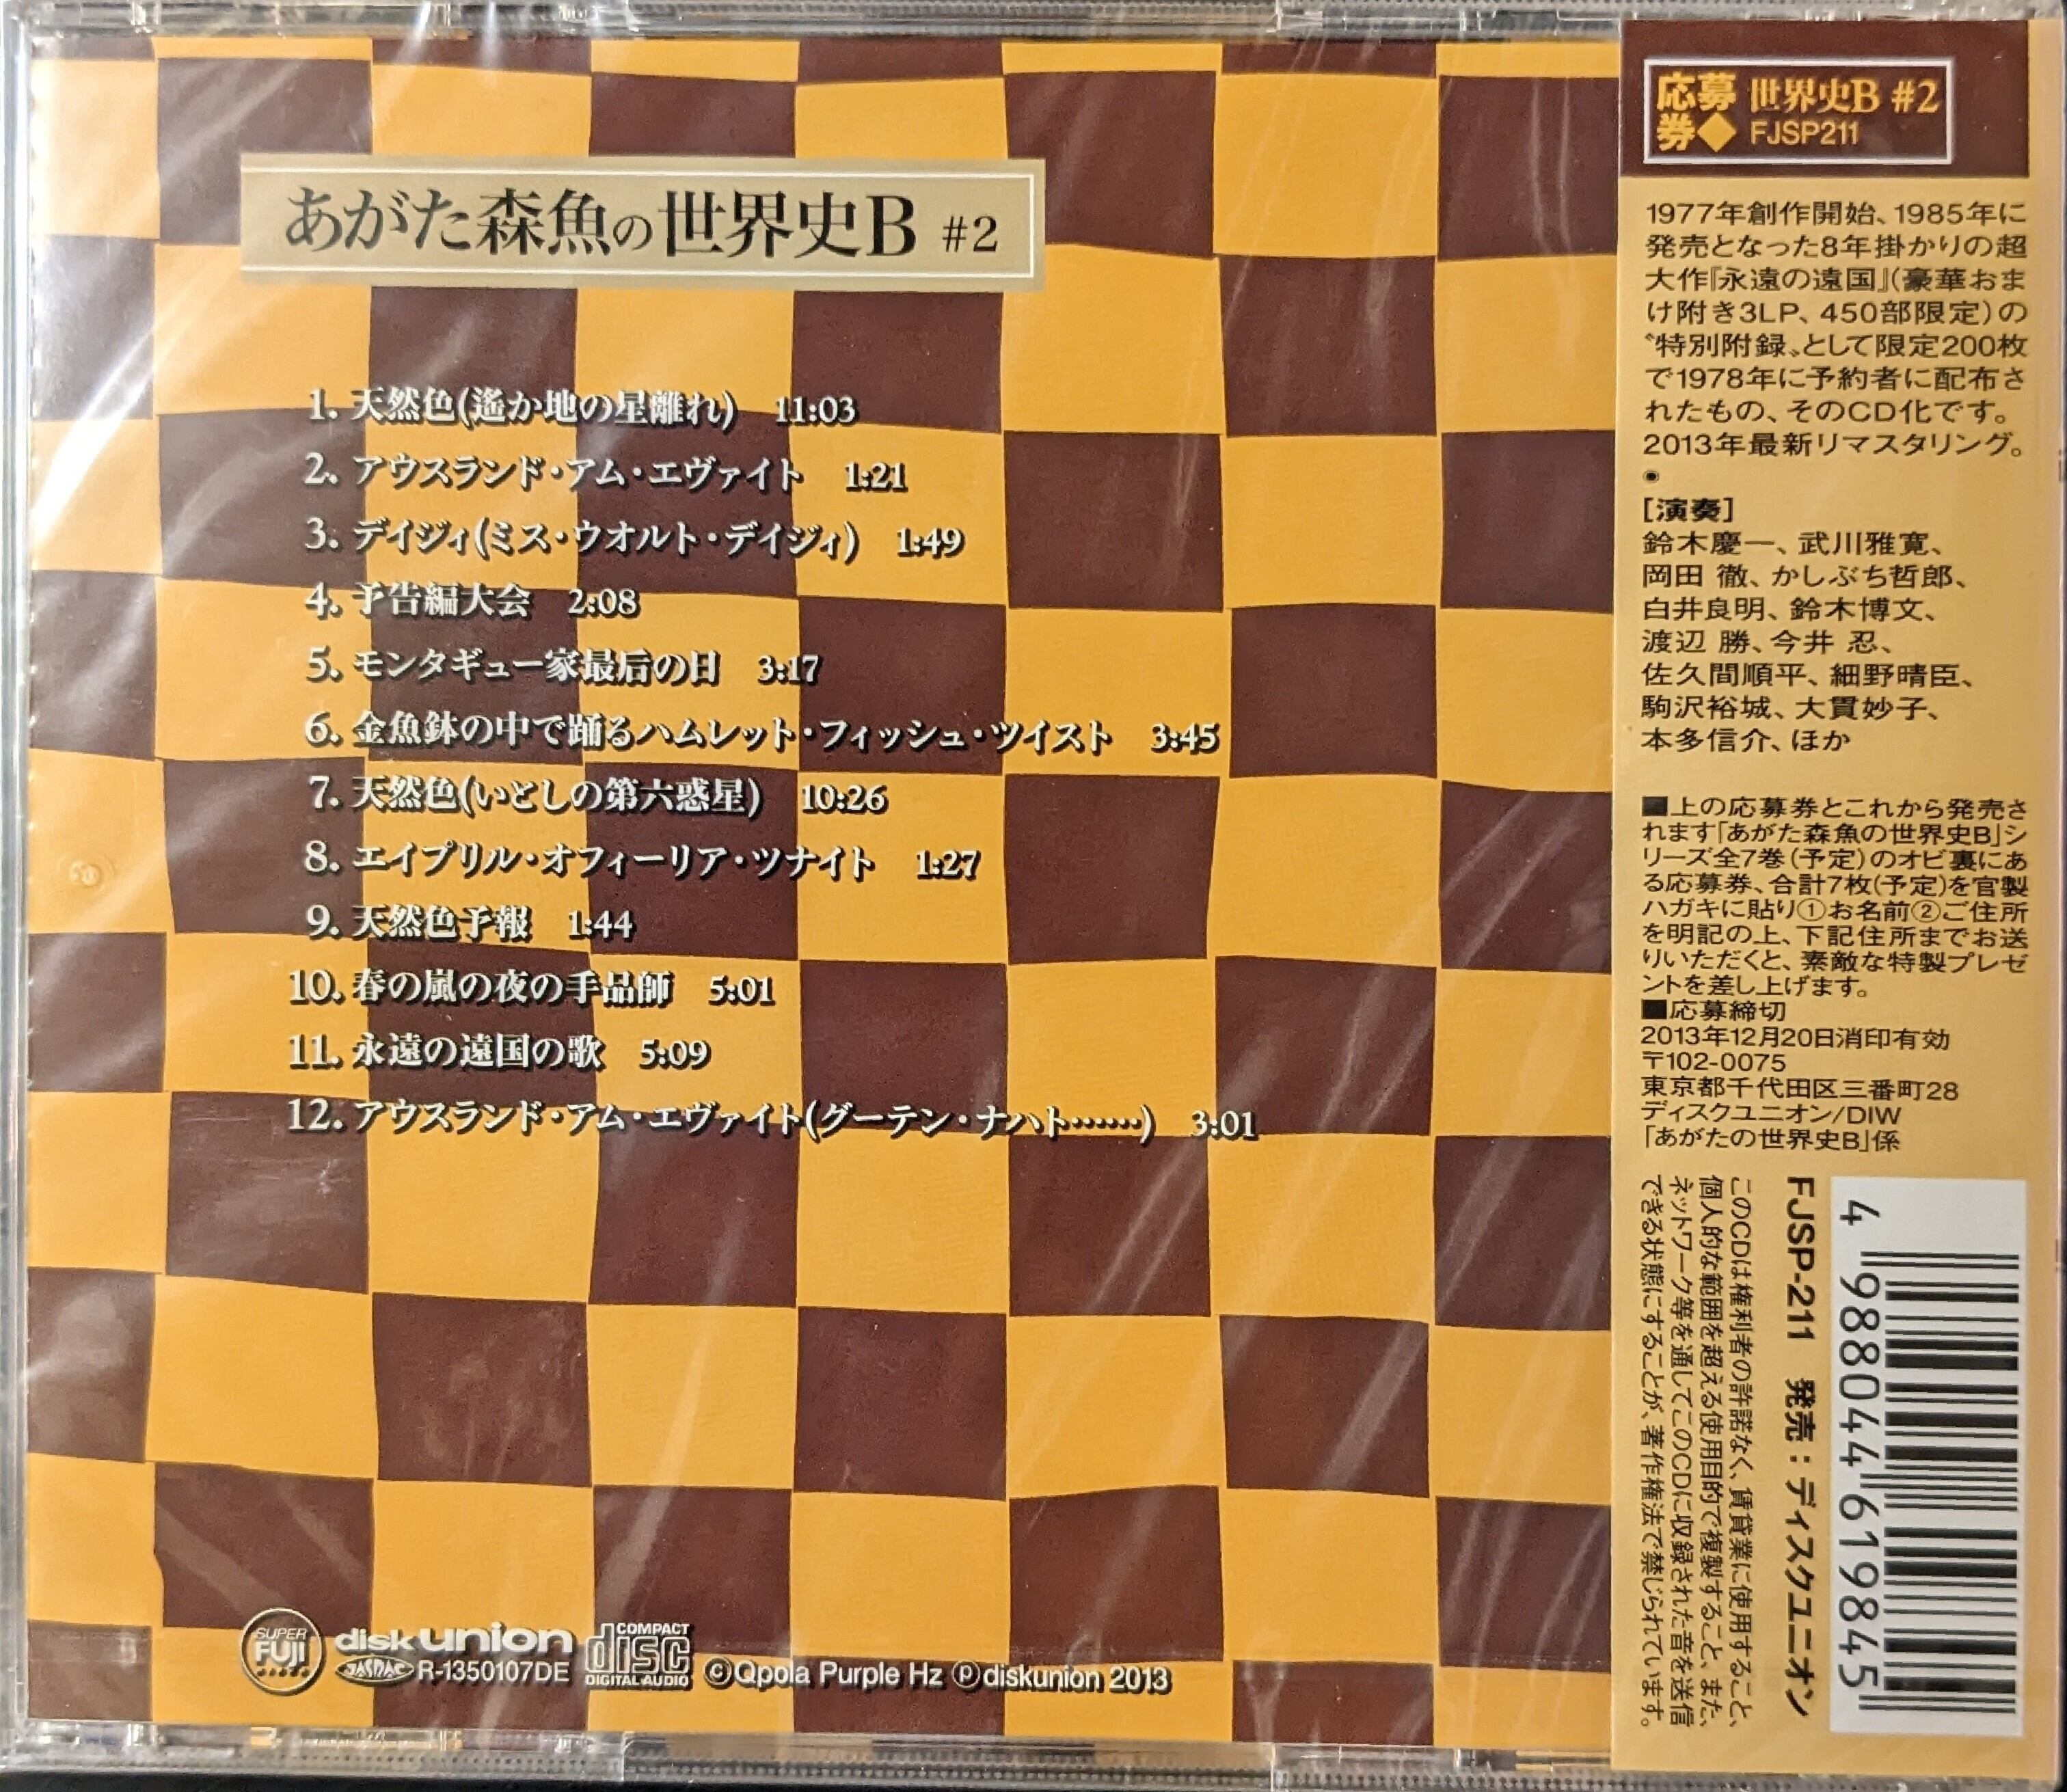 あがた森魚の世界史B #2
1. 天然色(遙か地の星離れ) 11:03
2. アウスランド・アム・エヴァイト 1:21
3. デイジィ(ミス・ウオルト・デイジィ) 1:49
4. 予告編大会 2:08
5. モンタギュー家最后の日 3:17
6. 金魚鉢の中で踊るハムレット・フィッシュ・ツイスト 3:45
7. 天然色(いとしの第六惑星) 10:26
8. エイプリル・オフィーリア・ツナイト 1:27
9. 天然色予報 1:44
10. 春の嵐の夜の手品師 5:01
11. 永遠の遠国の歌 5:09
12. アウスランド・アム・エヴァイト(グーテン・ナハト……) 3:01
SUPER
FUJI
disk union
JASRAC R-1350107DE
COMPACT
disc
DIGITAL AUDIO
©Qpola Purple Hz ℗diskunion 2013
応募
券◆
世界史B #2
FJSP211
1977年創作開始、1985年に
発売となった8年掛かりの超
大作『永遠の遠国』(豪華おま
け附き3LP、450部限定)の
〝特別附録〟として限定200枚
で1978年に予約者に配布さ
れたもの、そのCD化です。
2013年最新リマスタリング。
◉
[演奏]
鈴木慶一、武川雅寛、
岡田 徹、かしぶち哲郎、
白井良明、鈴木博文、
渡辺 勝、今井 忍、
佐久間順平、細野晴臣、
駒沢裕城、大貫妙子、
本多信介、ほか
■上の応募券とこれから発売さ
れます「あがた森魚の世界史B」シ
リーズ全7巻(予定)のオビ裏にあ
る応募券、合計7枚(予定)を官製
ハガキに貼り①お名前②ご住所
を明記の上、下記住所までお送
りいただくと、素敵な特製プレゼ
ントを差し上げます。
■応募締切
2013年12月20日消印有効
〒102-0075
東京都千代田区三番町28
ディスクユニオン/DIW
「あがたの世界史B」係
4 988044 619845
FJSP-211 発売：ディスクユニオン
このCDは権利者の許諾なく、賃貸業に使用すること、
個人的な範囲を超える使用目的で複製すること、また、
ネットワーク等を通してこのCDに収録された音を送信
できる状態にすることが、著作権法で禁じられています。